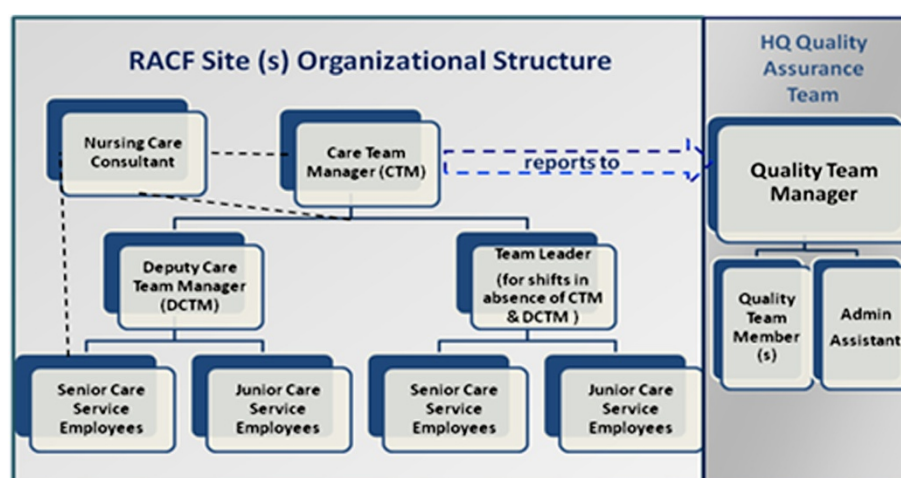 RACF Site (s) Organizational Structure
HQ Quality
Assurance
Team
Nursing Care
Consultant
Care Team
Manager (CTM)
reports to
Quality Team
Manager
Deputy Care
Team Manager
(DCTM)
Team Leader
(for shifts in
absence of CTM
& DCTM )
Quality
Team
Member
(s)
Admin
Assistant
Senior Care
Service
Employees
Junior Care
Service
Employees
Senior Care
Service
Employees
Junior Care
Service
Employees